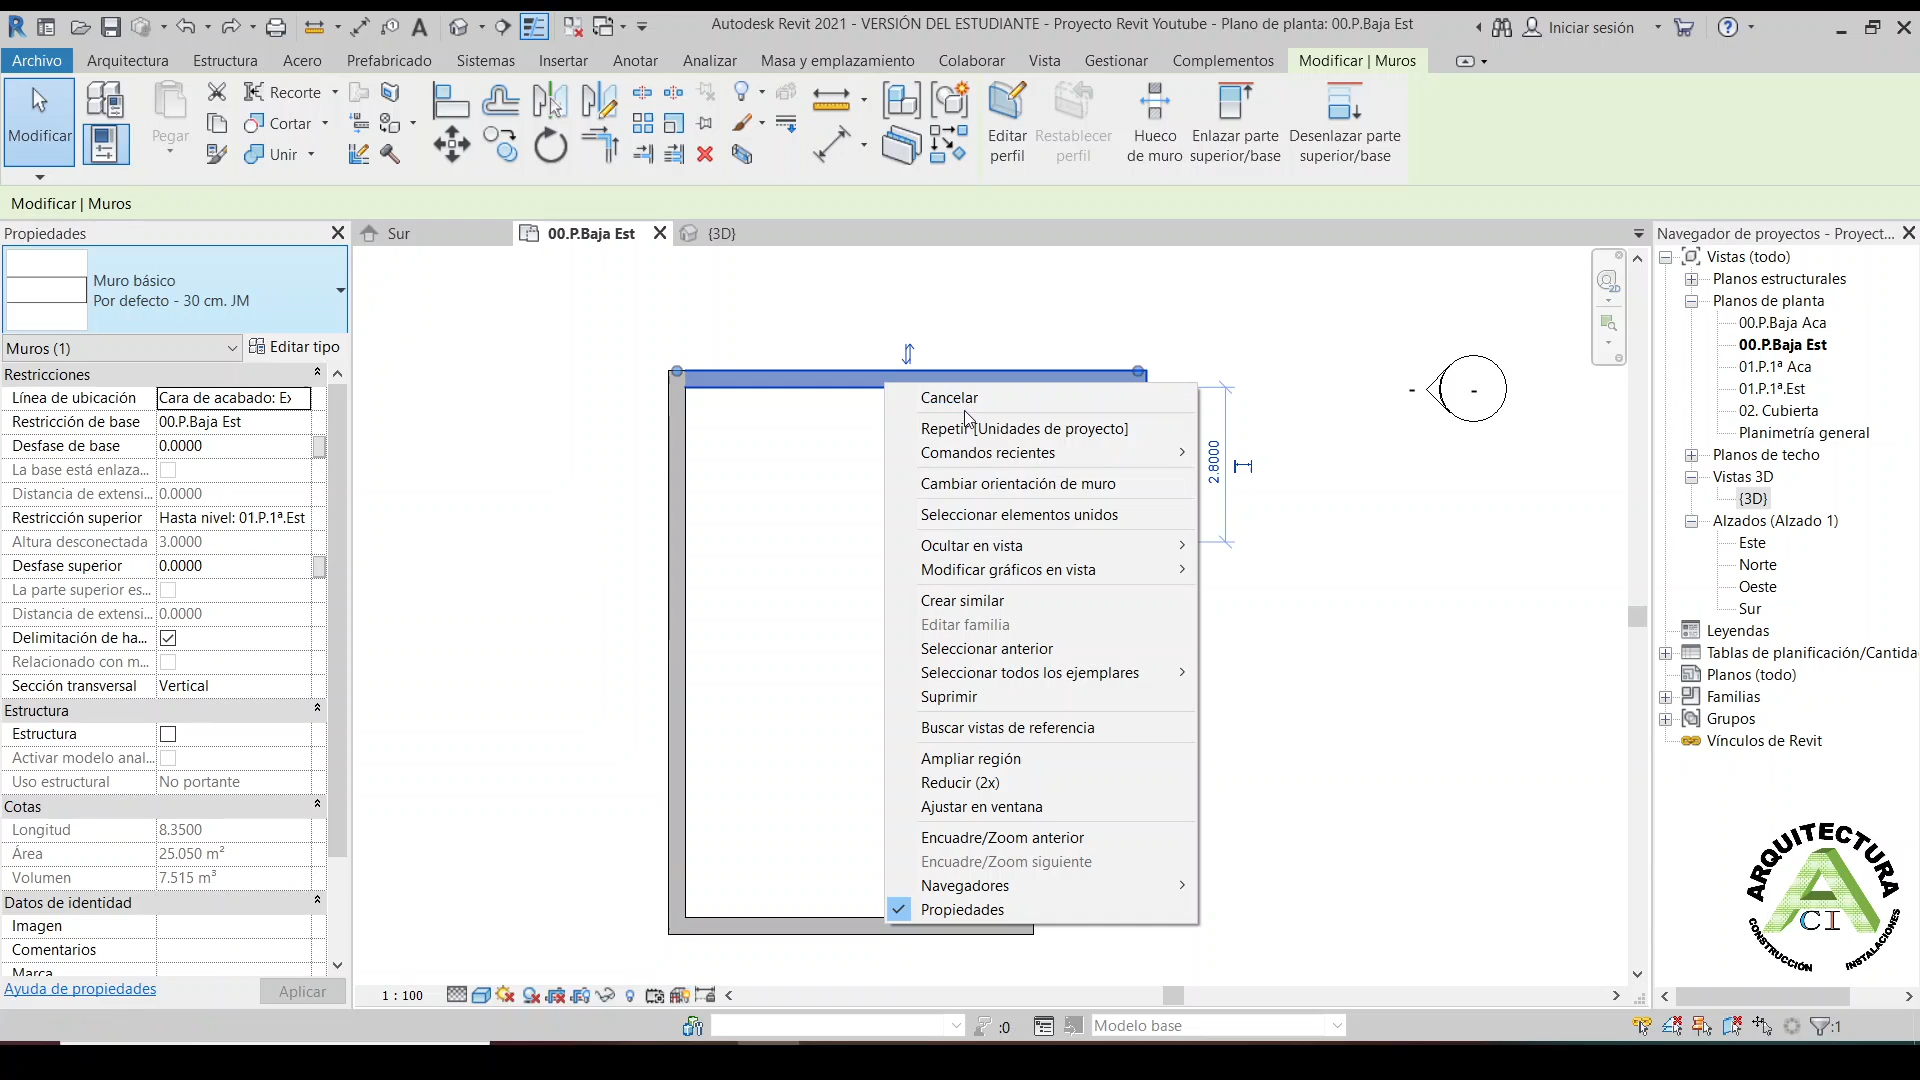 Autodesk Revit 2021 - VERSIÓN DEL ESTUDIANTE - Proyecto Revit Youtube - Plano de planta: 00.P.Baja Est
Iniciar sesión
Archivo Arquitectura Estructura Acero Prefabricado Sistemas Insertar Anotar Analizar Masa y emplazamiento Colaborar Vista Gestionar Complementos Modificar | Muros
Modificar
Pegar
Recorte
Cortar
Unir
Editar perfil
Restablecer perfil
Hueco de muro
Enlazar parte superior/base
Desenlazar parte superior/base
Modificar | Muros
Propiedades
Muro básico
Por defecto - 30 cm. JM
Muros (1)
Editar tipo
Restricciones
Línea de ubicación Cara de acabado: Ex
Restricción de base 00.P.Baja Est
Desfase de base 0.0000
La base está enlaza...
Distancia de extensi... 0.0000
Restricción superior Hasta nivel: 01.P.1ª.Est
Altura desconectada 3.0000
Desfase superior 0.0000
La parte superior es...
Distancia de extensi... 0.0000
Delimitación de ha...
Relacionado con m...
Sección transversal Vertical
Estructura
Estructura
Activar modelo anal...
Uso estructural No portante
Cotas
Longitud 8.3500
Área 25.050 m²
Volumen 7.515 m³
Datos de identidad
Imagen
Comentarios
Marca
Ayuda de propiedades
Aplicar
Sur
00.P.Baja Est
{3D}
2D
2.8000
- -
Cancelar
Repetir [Unidades de proyecto]
Comandos recientes
Cambiar orientación de muro
Seleccionar elementos unidos
Ocultar en vista
Modificar gráficos en vista
Crear similar
Editar familia
Seleccionar anterior
Seleccionar todos los ejemplares
Suprimir
Buscar vistas de referencia
Ampliar región
Reducir (2x)
Ajustar en ventana
Encuadre/Zoom anterior
Encuadre/Zoom siguiente
Navegadores
Propiedades
1 : 100
Navegador de proyectos - Proyect...
Vistas (todo)
Planos estructurales
Planos de planta
00.P.Baja Aca
00.P.Baja Est
01.P.1ª Aca
01.P.1ª.Est
02. Cubierta
Planimetría general
Planos de techo
Vistas 3D
{3D}
Alzados (Alzado 1)
Este
Norte
Oeste
Sur
Leyendas
Tablas de planificación/Cantida
Planos (todo)
Familias
Grupos
Vínculos de Revit
ARQUITECTURA
CI
CONSTRUCCIÓN
INSTALACIONES
:0
Modelo base
:1